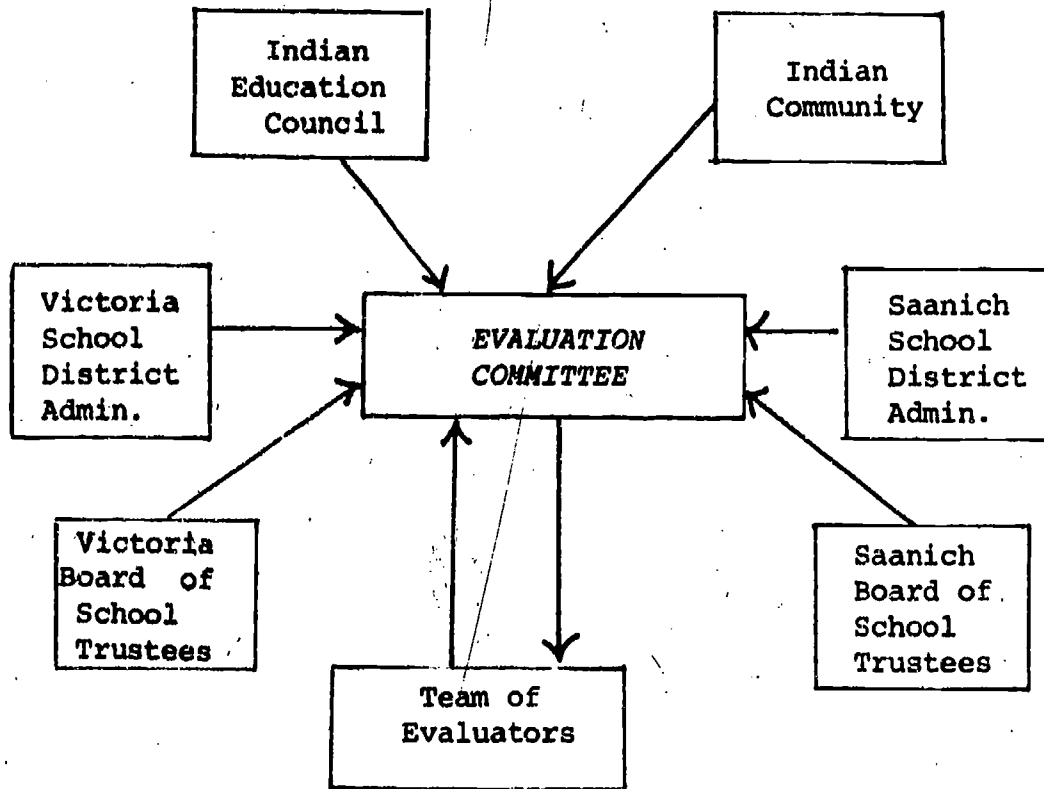 Indian
Education
Council
Indian
Community
Victoria
School
District
Admin.
EVALUATION
COMMITTEE
Saanich
School
District
Admin.
Victoria
Board of
School
Trustees
Team of
Evaluators
Saanich
Board of
School
Trustees